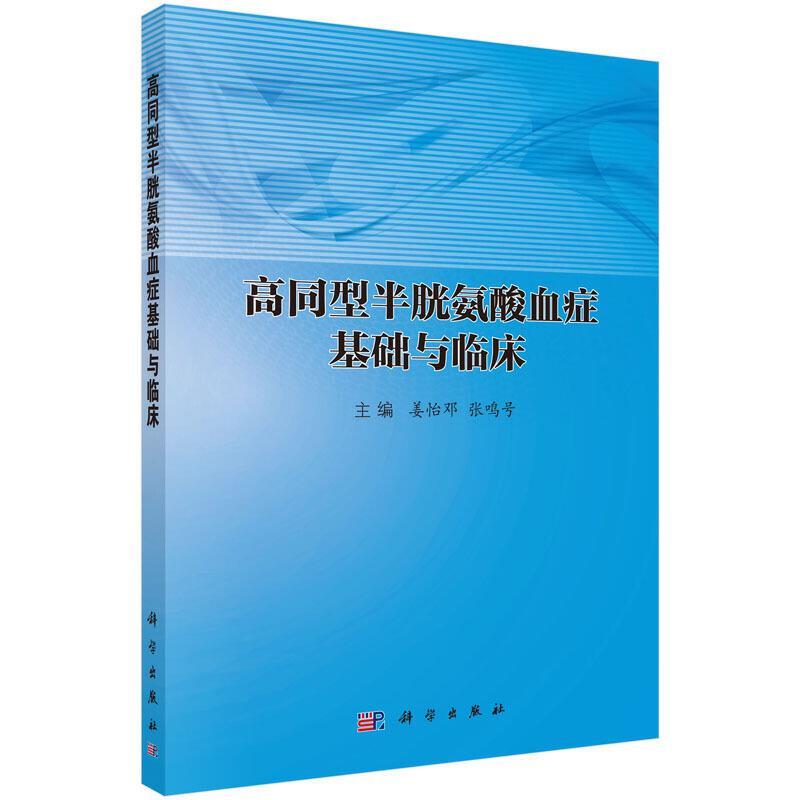 高同型半胱氨酸血症基础与临床
科学出版社
高同型半胱氨酸血症
基础与临床
主编 姜怡邓 张鸣号
科学出版社